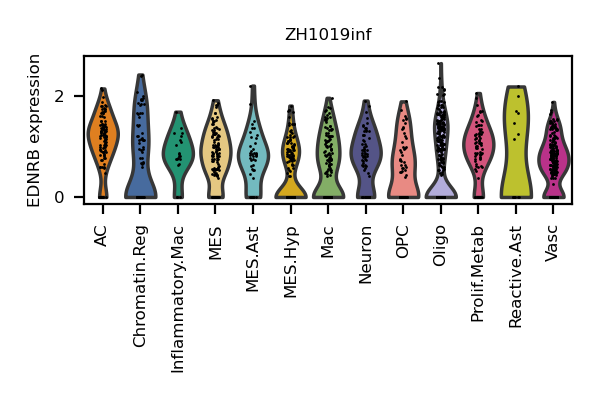 ZH1019inf
EDNRB expression
2
0
AC
Chromatin.Reg
Inflammatory.Mac
MES
MES.Ast
MES.Hyp
Mac
Neuron
OPC
Oligo
Prolif.Metab
Reactive.Ast
Vasc